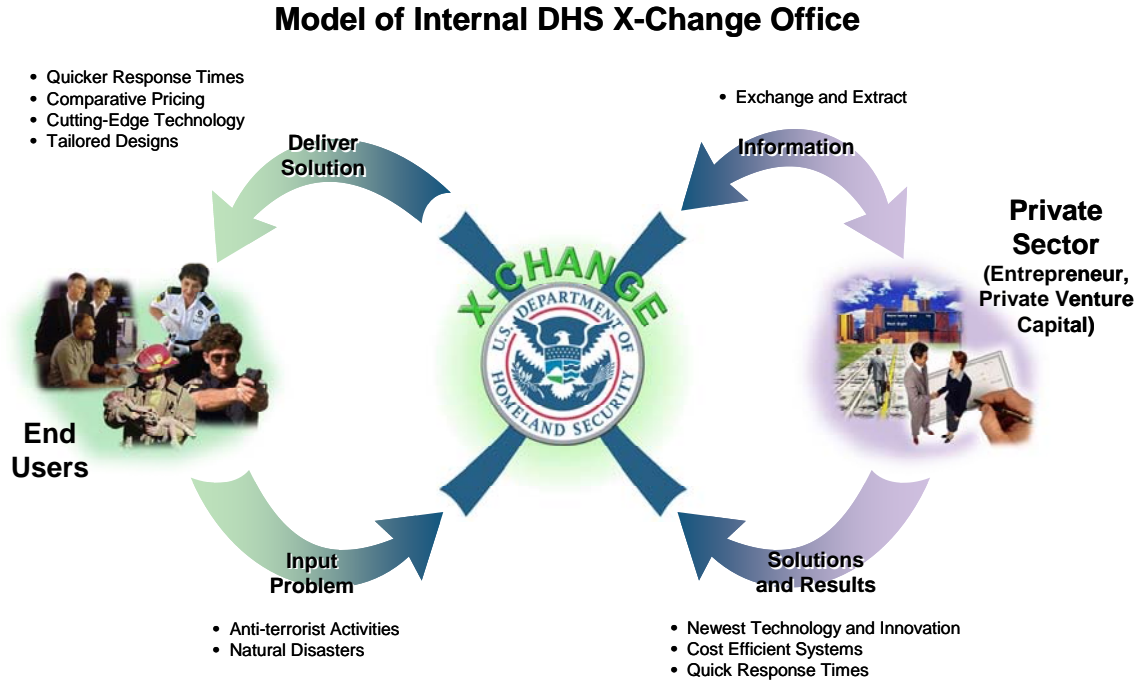 Model of Internal DHS X-Change Office
• Quicker Response Times
• Comparative Pricing
• Cutting-Edge Technology
• Tailored Designs
• Exchange and Extract
Deliver
Solution
Information
Private
Sector
(Entrepreneur,
Private Venture
Capital)
X-CHANGE
U.S. DEPARTMENT OF
HOMELAND SECURITY
End
Users
Input
Problem
Solutions
and Results
• Anti-terrorist Activities
• Natural Disasters
• Newest Technology and Innovation
• Cost Efficient Systems
• Quick Response Times